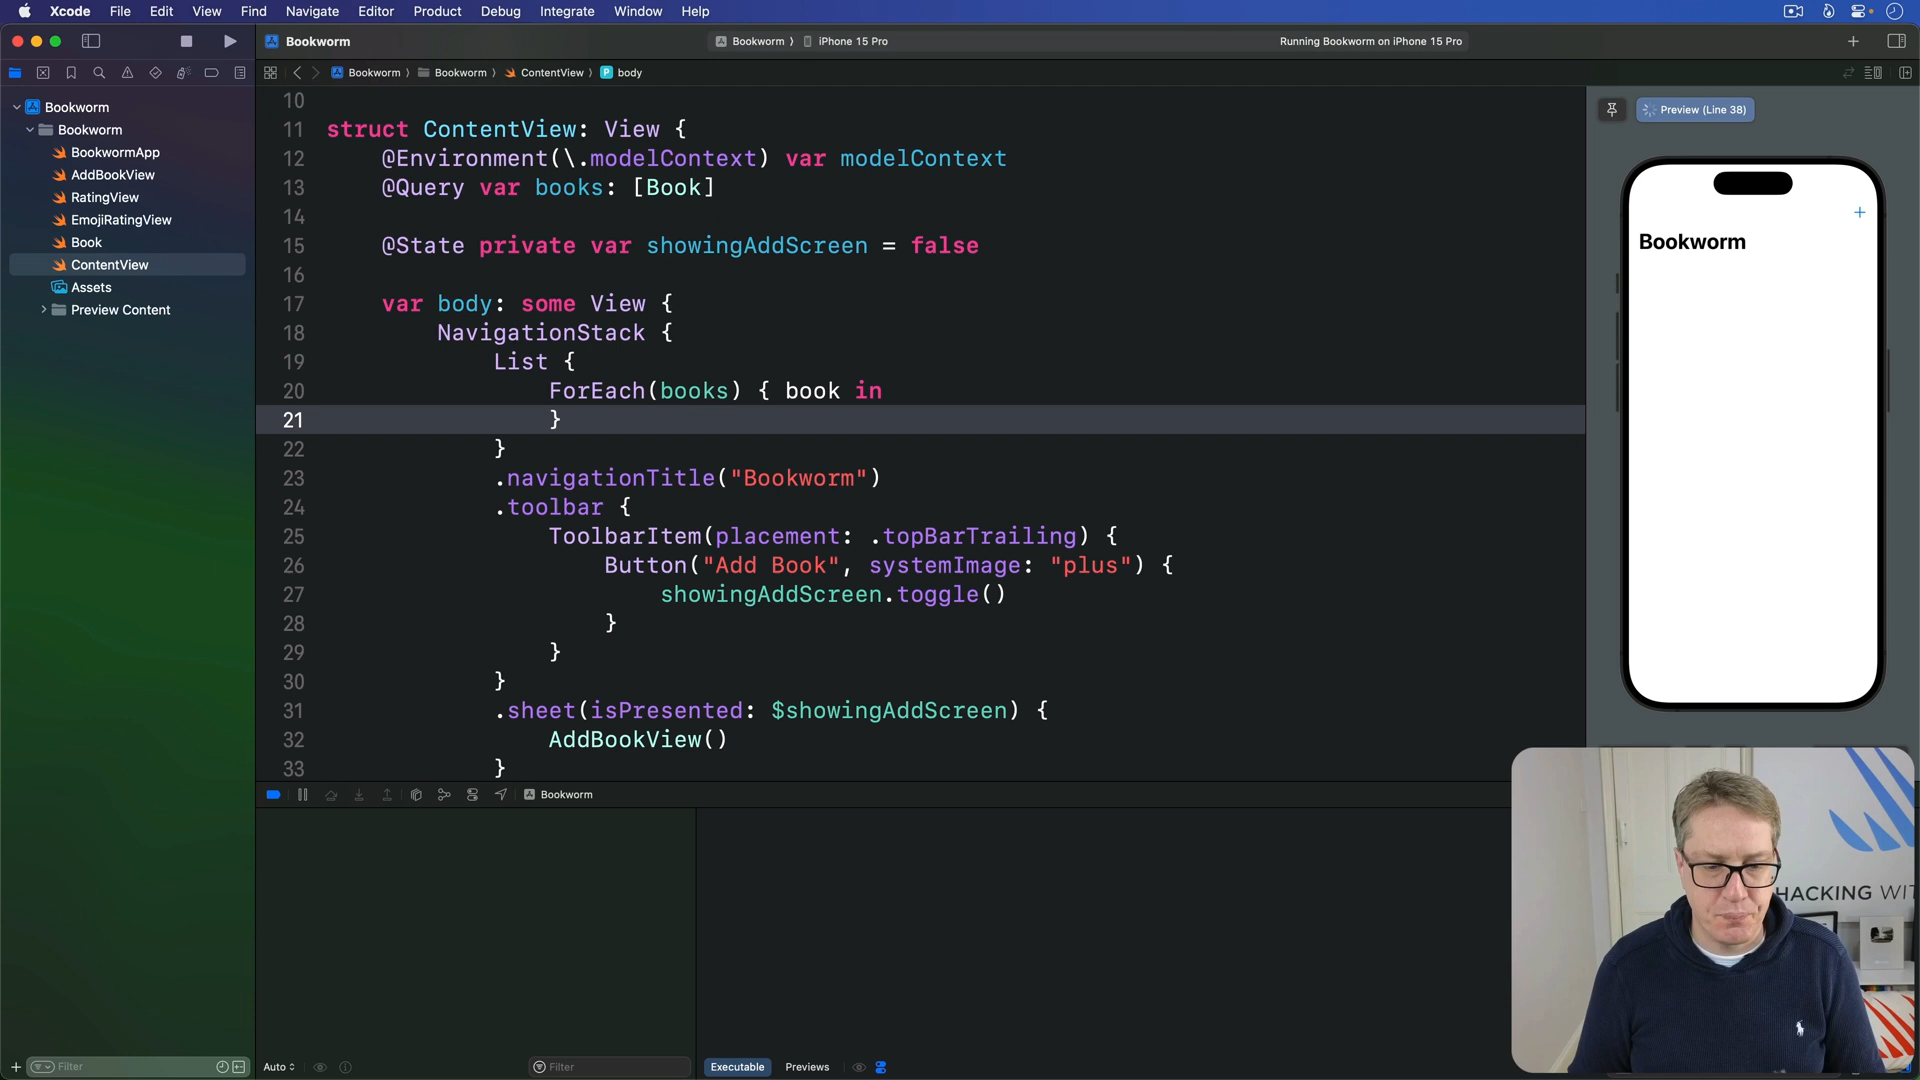 Xcode File Edit View Find Navigate Editor Product Debug Integrate Window Help
Bookworm
Bookworm iPhone 15 Pro
Running Bookworm on iPhone 15 Pro
Bookworm Bookworm ContentView P body
Bookworm
Bookworm
BookwormApp
AddBookView
RatingView
EmojiRatingView
Book
ContentView
Assets
Preview Content
10
11 struct ContentView: View {
12 @Environment(\.modelContext) var modelContext
13 @Query var books: [Book]
14
15 @State private var showingAddScreen = false
16
17 var body: some View {
18 NavigationStack {
19 List {
20 ForEach(books) { book in
21 }
22 }
23 .navigationTitle("Bookworm")
24 .toolbar {
25 ToolbarItem(placement: .topBarTrailing) {
26 Button("Add Book", systemImage: "plus") {
27 showingAddScreen.toggle()
28 }
29 }
30 }
31 .sheet(isPresented: $showingAddScreen) {
32 AddBookView()
33 }
Preview (Line 38)
+
Bookworm
Bookworm
HACKING WIT
Filter
Auto
Filter
Executable Previews